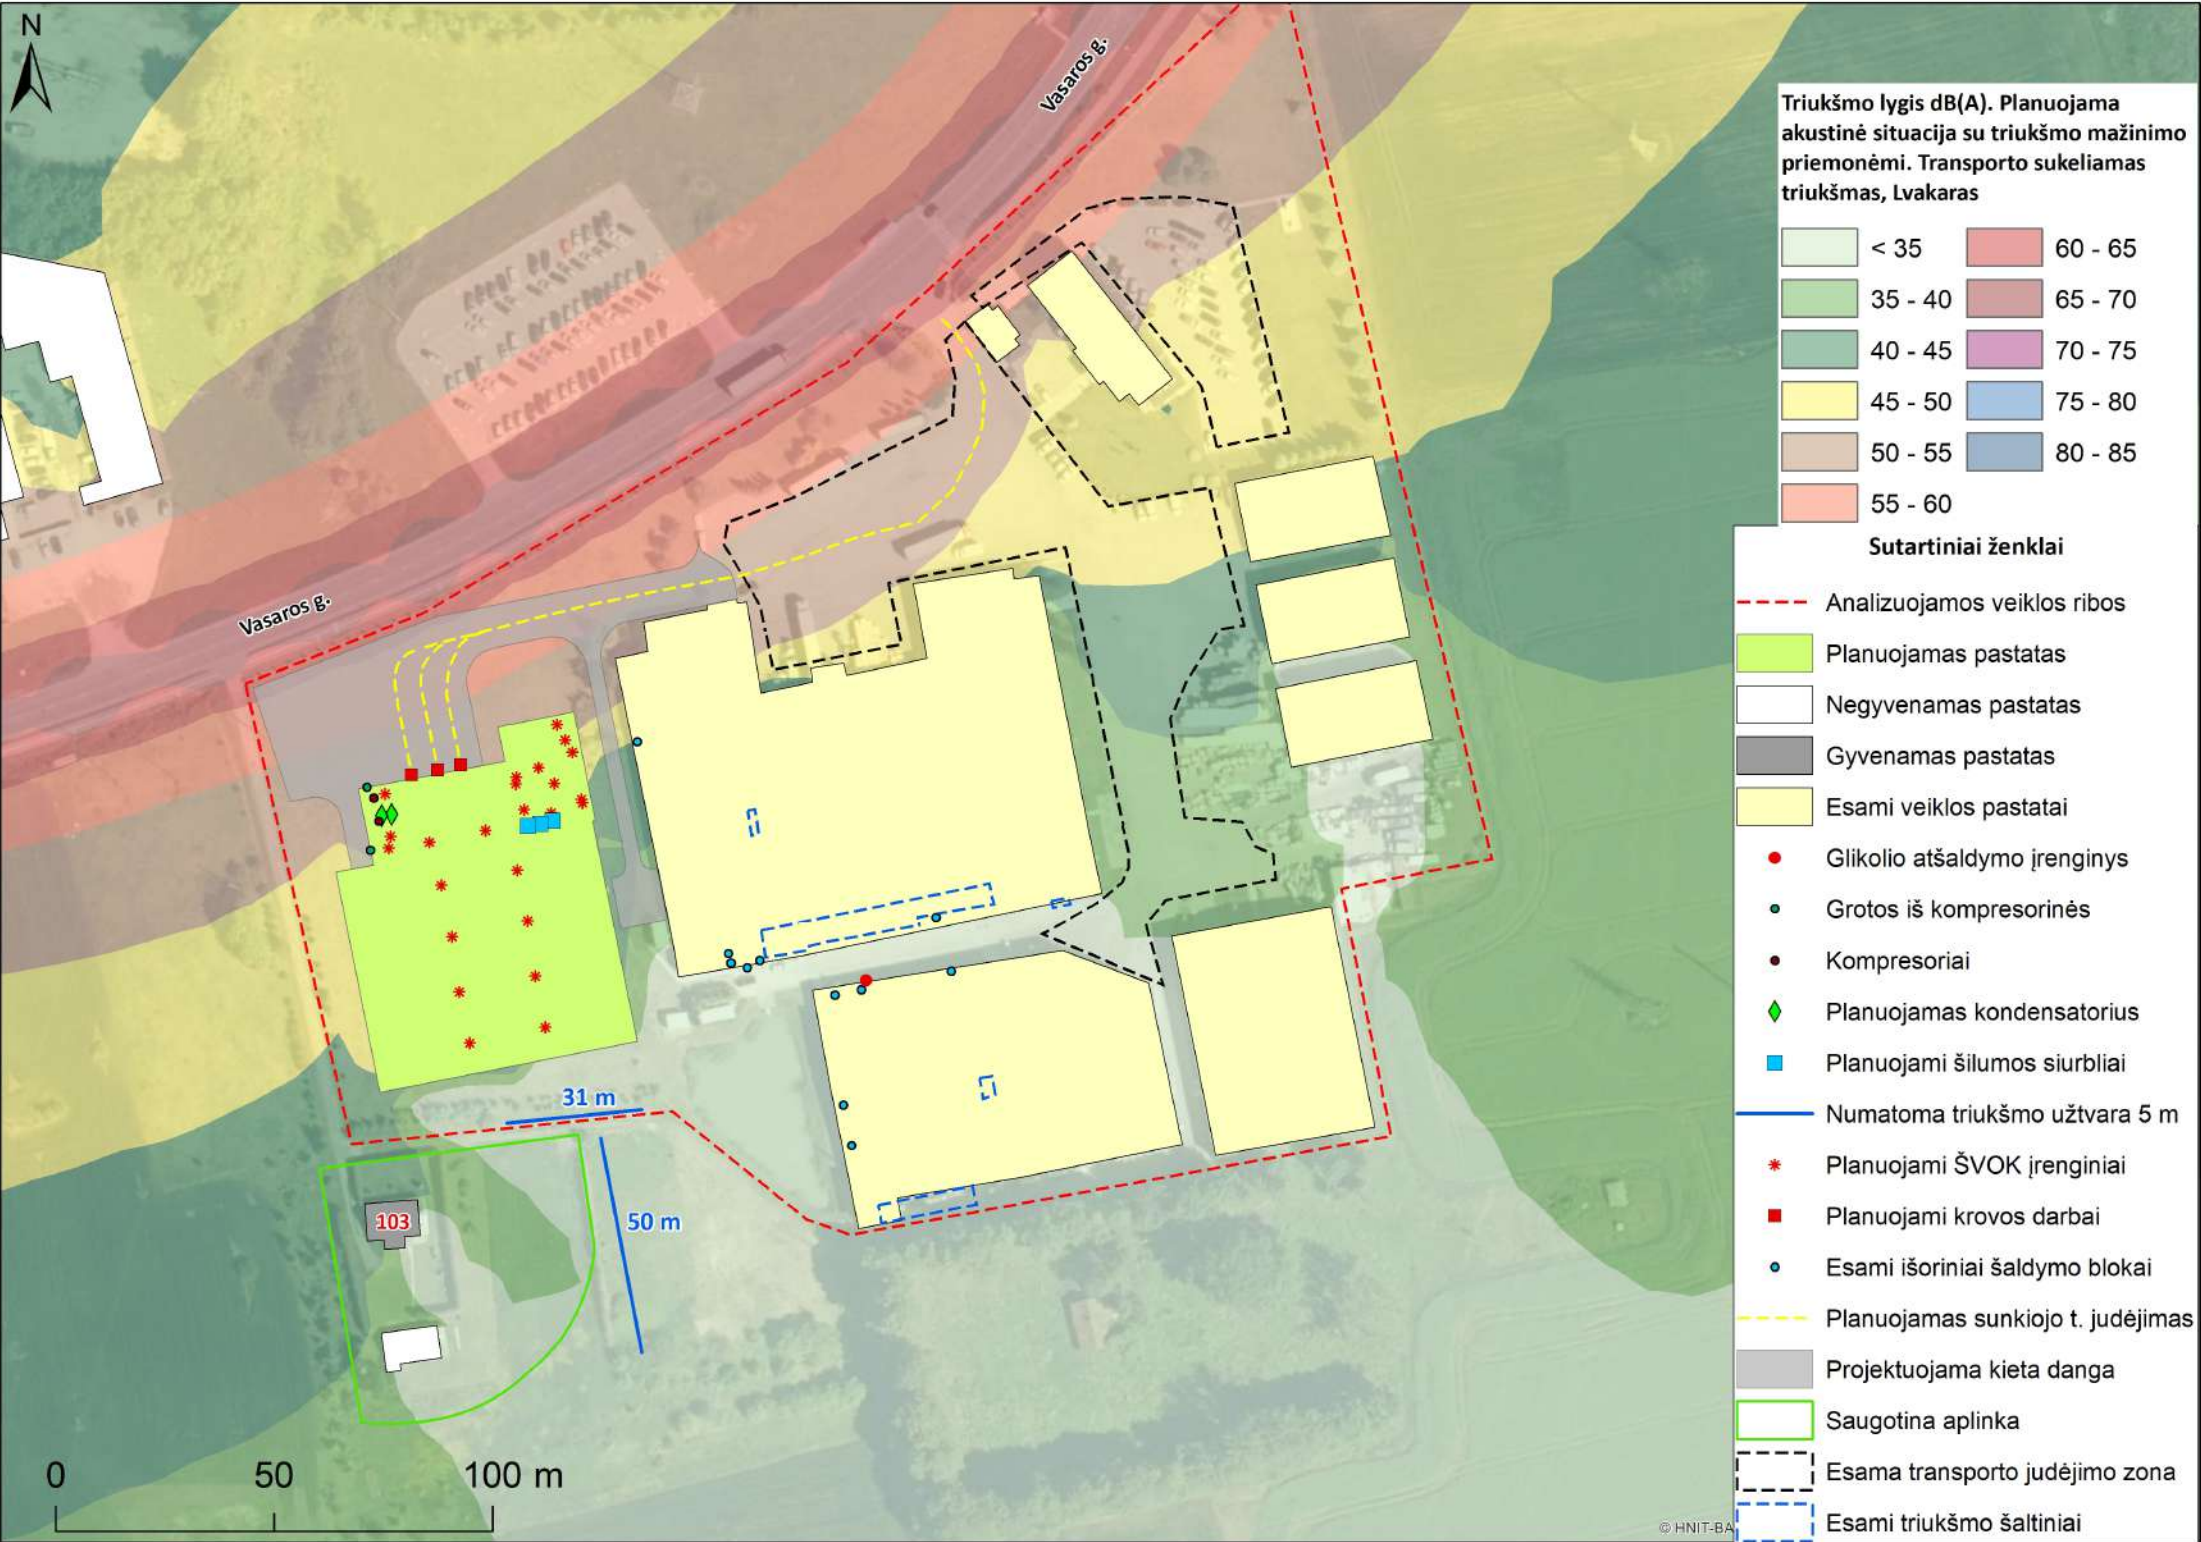 N
Vasaros g.
Vasaros g.
Triukšmo lygis dB(A). Planuojama
akustinė situacija su triukšmo mažinimo
priemonėmi. Transporto sukeliamas
triukšmas, Lvakaras
< 35
60 - 65
35 - 40
65 - 70
40 - 45
70 - 75
45 - 50
75 - 80
50 - 55
80 - 85
55 - 60
Sutartiniai ženklai
Analizuojamos veiklos ribos
Planuojamas pastatas
Negyvenamas pastatas
Gyvenamas pastatas
Esami veiklos pastatai
Glikolio atšaldymo įrenginys
Grotos iš kompresorinės
Kompresoriai
Planuojamas kondensatorius
Planuojami šilumos siurbliai
Numatoma triukšmo užtvara 5 m
Planuojami ŠVOK įrenginiai
Planuojami krovos darbai
Esami išoriniai šaldymo blokai
Planuojamas sunkiojo t. judėjimas
Projektuojama kieta danga
Saugotina aplinka
Esama transporto judėjimo zona
Esami triukšmo šaltiniai
31 m
50 m
103
0 50 100 m
© HNIT-BA